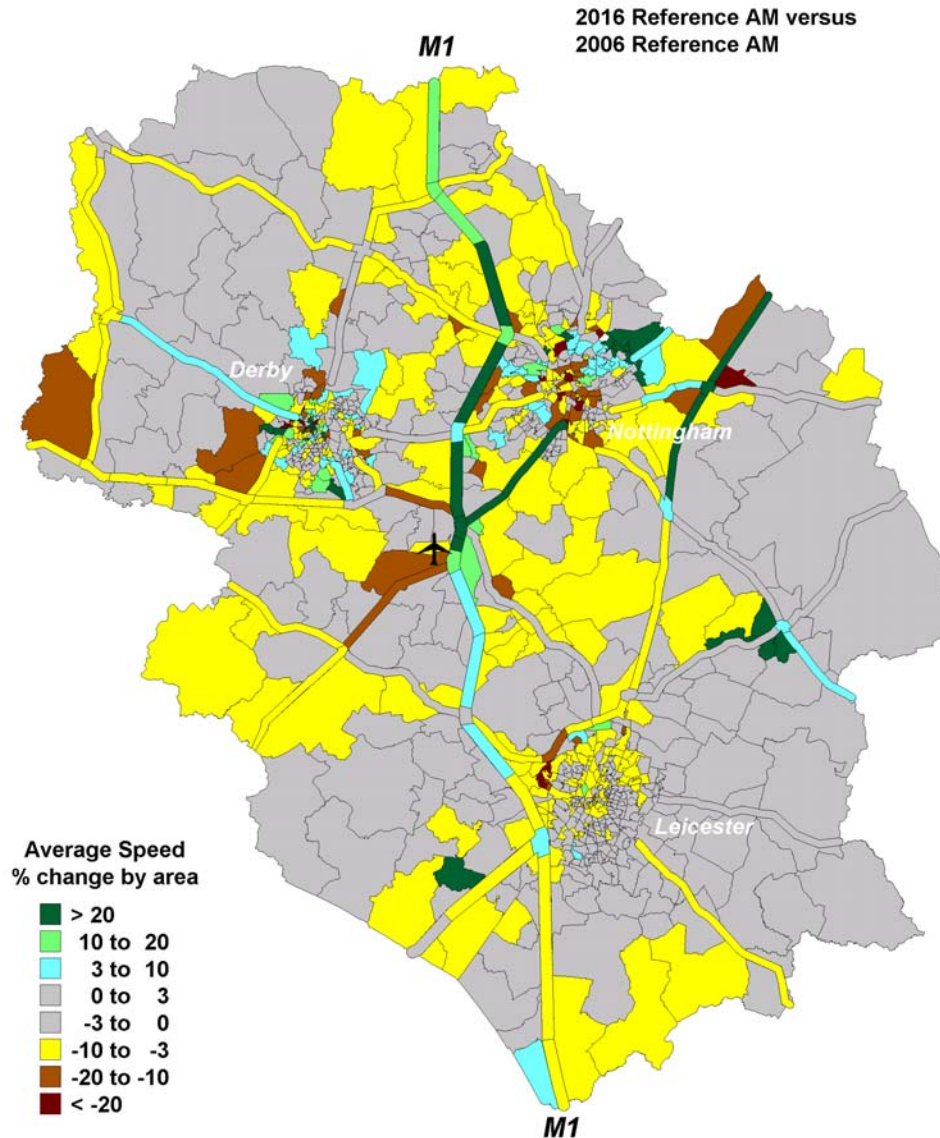 2016 Reference AM versus
2006 Reference AM
M1
Derby
Nottingham
Leicester
Average Speed
% change by area
> 20
10 to 20
3 to 10
0 to 3
-3 to 0
-10 to -3
-20 to -10
< -20
M1